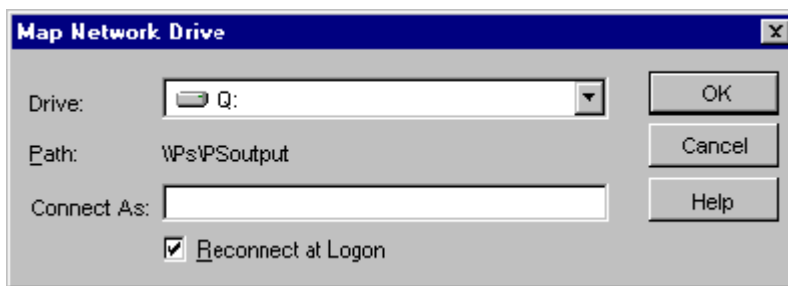 Map Network Drive
Drive: Q: OK
Path: \\Ps\PSoutput Cancel
Connect As: Help
Reconnect at Logon